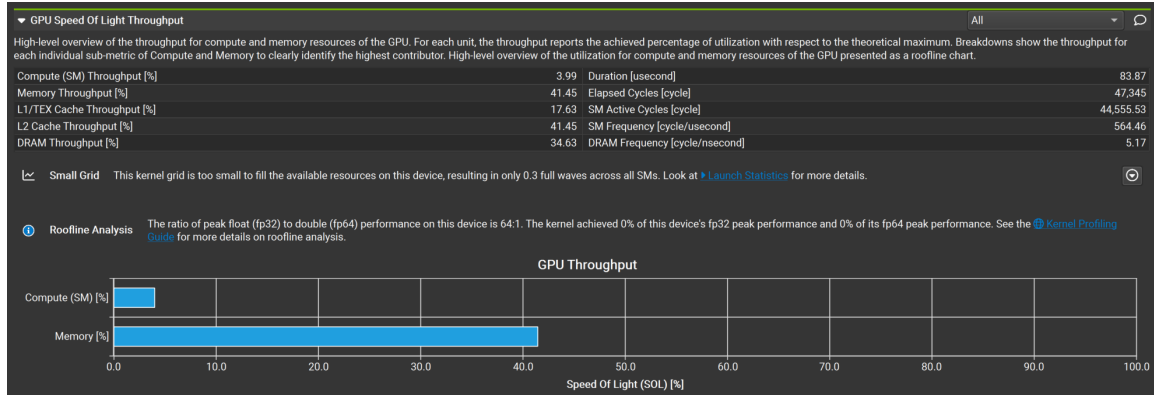 GPU Speed Of Light Throughput
All
High-level overview of the throughput for compute and memory resources of the GPU. For each unit, the throughput reports the achieved percentage of utilization with respect to the theoretical maximum. Breakdowns show the throughput for
each individual sub-metric of Compute and Memory to clearly identify the highest contributor. High-level overview of the utilization for compute and memory resources of the GPU presented as a roofline chart.
Compute (SM) Throughput [%] 3.99 Duration [usecond] 83.87
Memory Throughput [%] 41.45 Elapsed Cycles [cycle] 47,345
L1/TEX Cache Throughput [%] 17.63 SM Active Cycles [cycle] 44,555.53
L2 Cache Throughput [%] 41.45 SM Frequency [cycle/usecond] 564.46
DRAM Throughput [%] 34.63 DRAM Frequency [cycle/nsecond] 5.17
Small Grid This kernel grid is too small to fill the available resources on this device, resulting in only 0.3 full waves across all SMs. Look at Launch Statistics for more details.
Roofline Analysis The ratio of peak float (fp32) to double (fp64) performance on this device is 64:1. The kernel achieved 0% of this device's fp32 peak performance and 0% of its fp64 peak performance. See the Kernel Profiling
Guide for more details on roofline analysis.
GPU Throughput
Compute (SM) [%]
Memory [%]
0.0 10.0 20.0 30.0 40.0 50.0 60.0 70.0 80.0 90.0 100.0
Speed Of Light (SOL) [%]